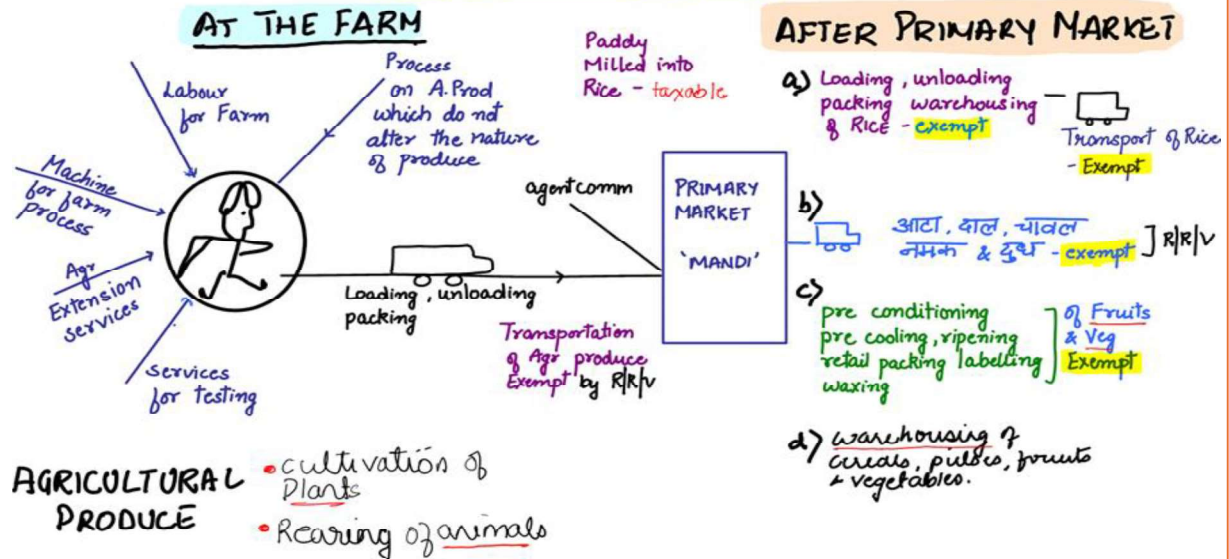 AT THE FARM
Labour
for Farm
Process
on A.Prod
which do not
alter the nature
of produce
Machine
for farm
process
Agr
Extension
services
Services
for testing
Loading, unloading
packing
agent comm
Paddy
Milled into
Rice - taxable
Transportation
of Agr produce
Exempt by R/R/V
PRIMARY
MARKET
'MANDI'
AFTER PRIMARY MARKET
a) Loading, unloading
packing warehousing
of RICE - exempt
Transport of Rice
- Exempt
b) आटा, दाल, चावल
नमक & दुध - exempt ] R/R/V
c) pre conditioning
pre cooling, ripening
retail packing labelling
waxing
of Fruits
& Veg
Exempt
d) warehousing of
cereals, pulses, fruits
& vegetables.
AGRICULTURAL
PRODUCE
• cultivation of
Plants
• Rearing of animals